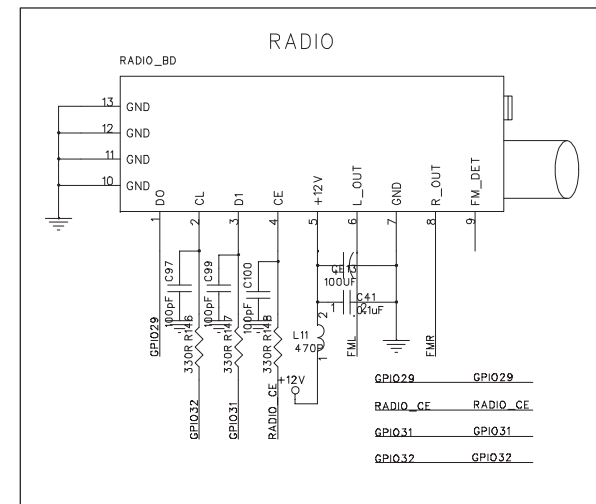 RADIO
RADIO_BD
13 GND
12 GND
11 GND
10 GND
DO CL D1 CE +12V L_OUT GND R_OUT FM_DET
1 2 3 4 5 6 7 8 9
C97 100pF
C99 100pF
C100 100pF
CE13
100UF
C41
1 2
0.1uF
GPIO29
330R R146
330R R147
330R R148
L11
470R
2
1
+12V
FML
FMR
GPIO32
GPIO31
RADIO_CE
GPIO29 GPIO29
RADIO_CE RADIO_CE
GPIO31 GPIO31
GPIO32 GPIO32